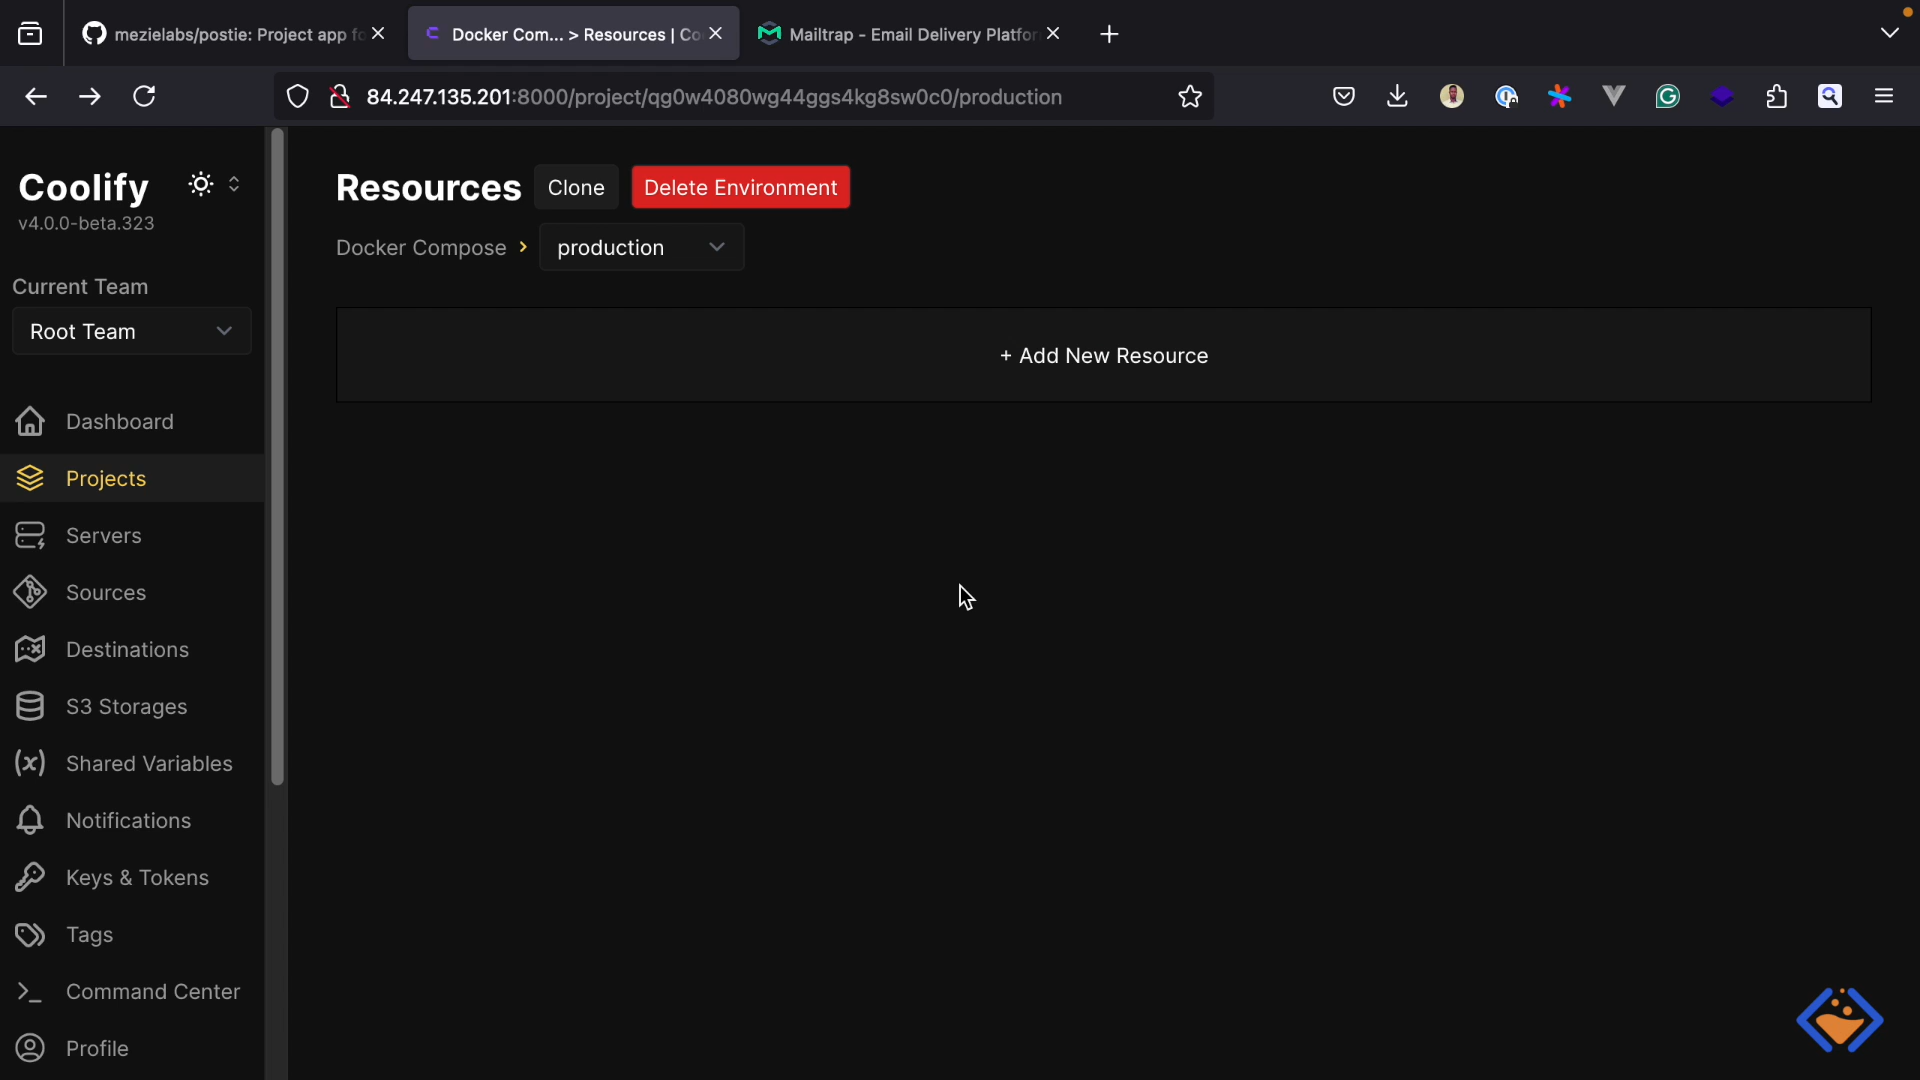 mezielabs/postie: Project app fo
Docker Com... > Resources | Co
Mailtrap - Email Delivery Platfor
84.247.135.201:8000/project/qg0w4080wg44ggs4kg8sw0c0/production
Coolify
v4.0.0-beta.323
Current Team
Root Team
Dashboard
Projects
Servers
Sources
Destinations
S3 Storages
Shared Variables
Notifications
Keys & Tokens
Tags
Command Center
Profile
Resources Clone Delete Environment
Docker Compose production
+ Add New Resource